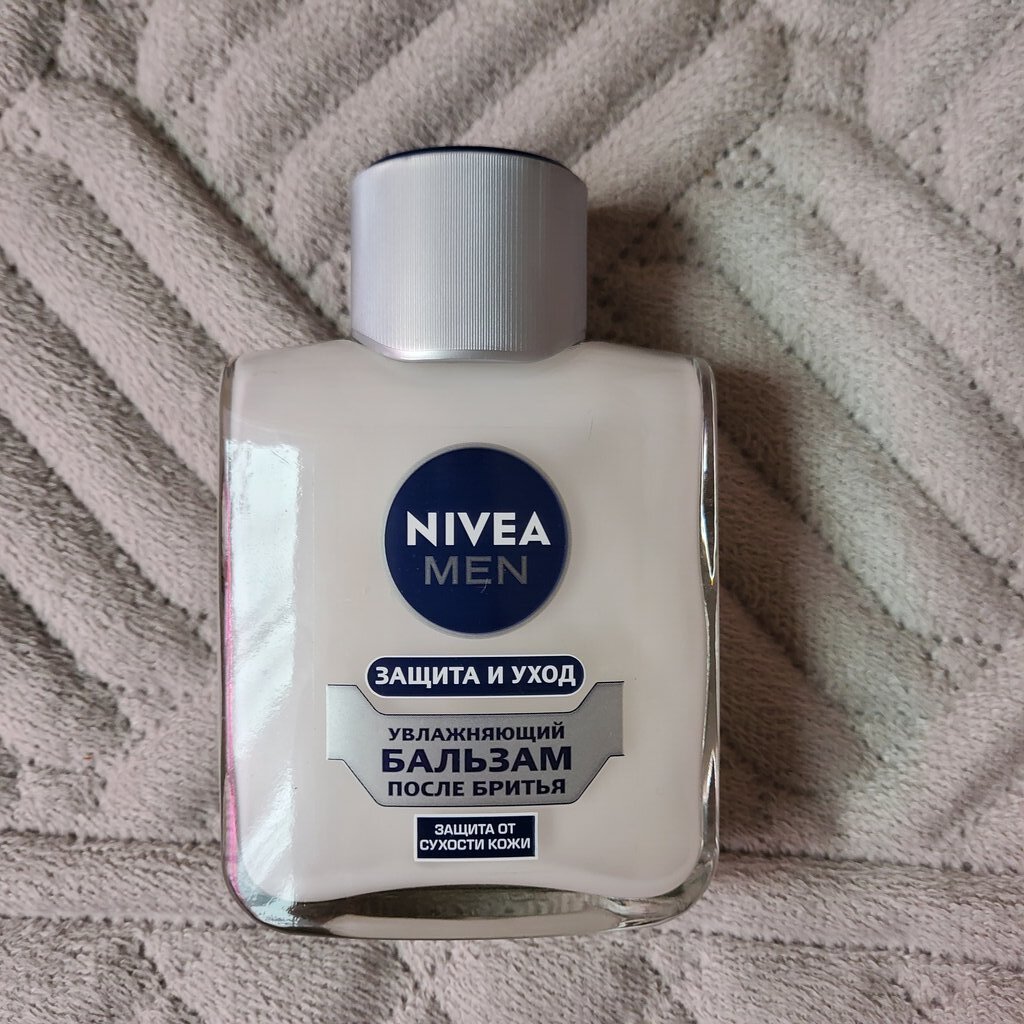 NIVEA
MEN
ЗАЩИТА И УХОД
УВЛАЖНЯЮЩИЙ
БАЛЬЗАМ
ПОСЛЕ БРИТЬЯ
ЗАЩИТА ОТ
СУХОСТИ КОЖИ